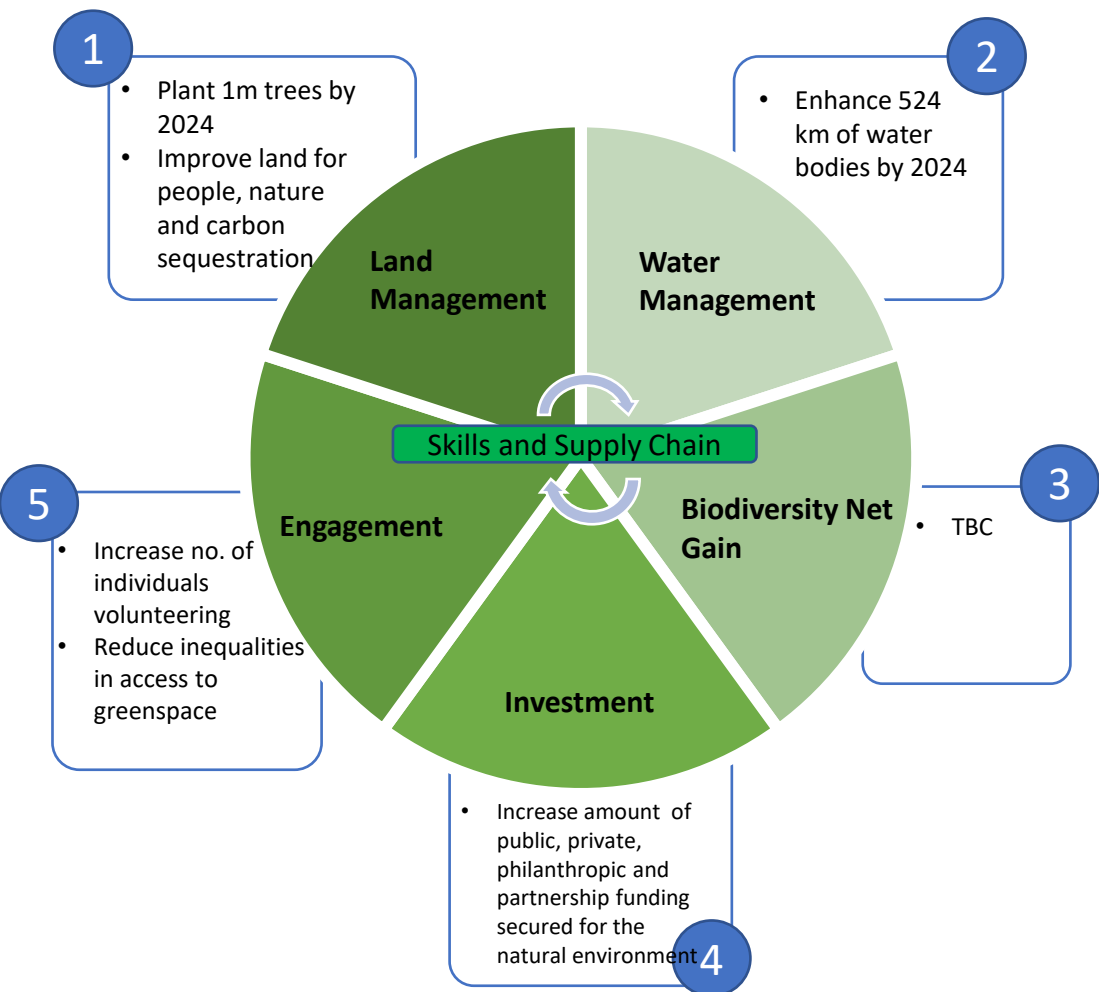 1
• Plant 1m trees by
2024
• Improve land for
people, nature
and carbon
sequestration
Land
Management
2
• Enhance 524
km of water
bodies by 2024
Water
Management
Skills and Supply Chain
3
• TBC
Biodiversity Net
Gain
4
• Increase amount of
public, private,
philanthropic and
partnership funding
secured for the
natural environment
Investment
5
• Increase no. of
individuals
volunteering
• Reduce inequalities
in access to
greenspace
Engagement